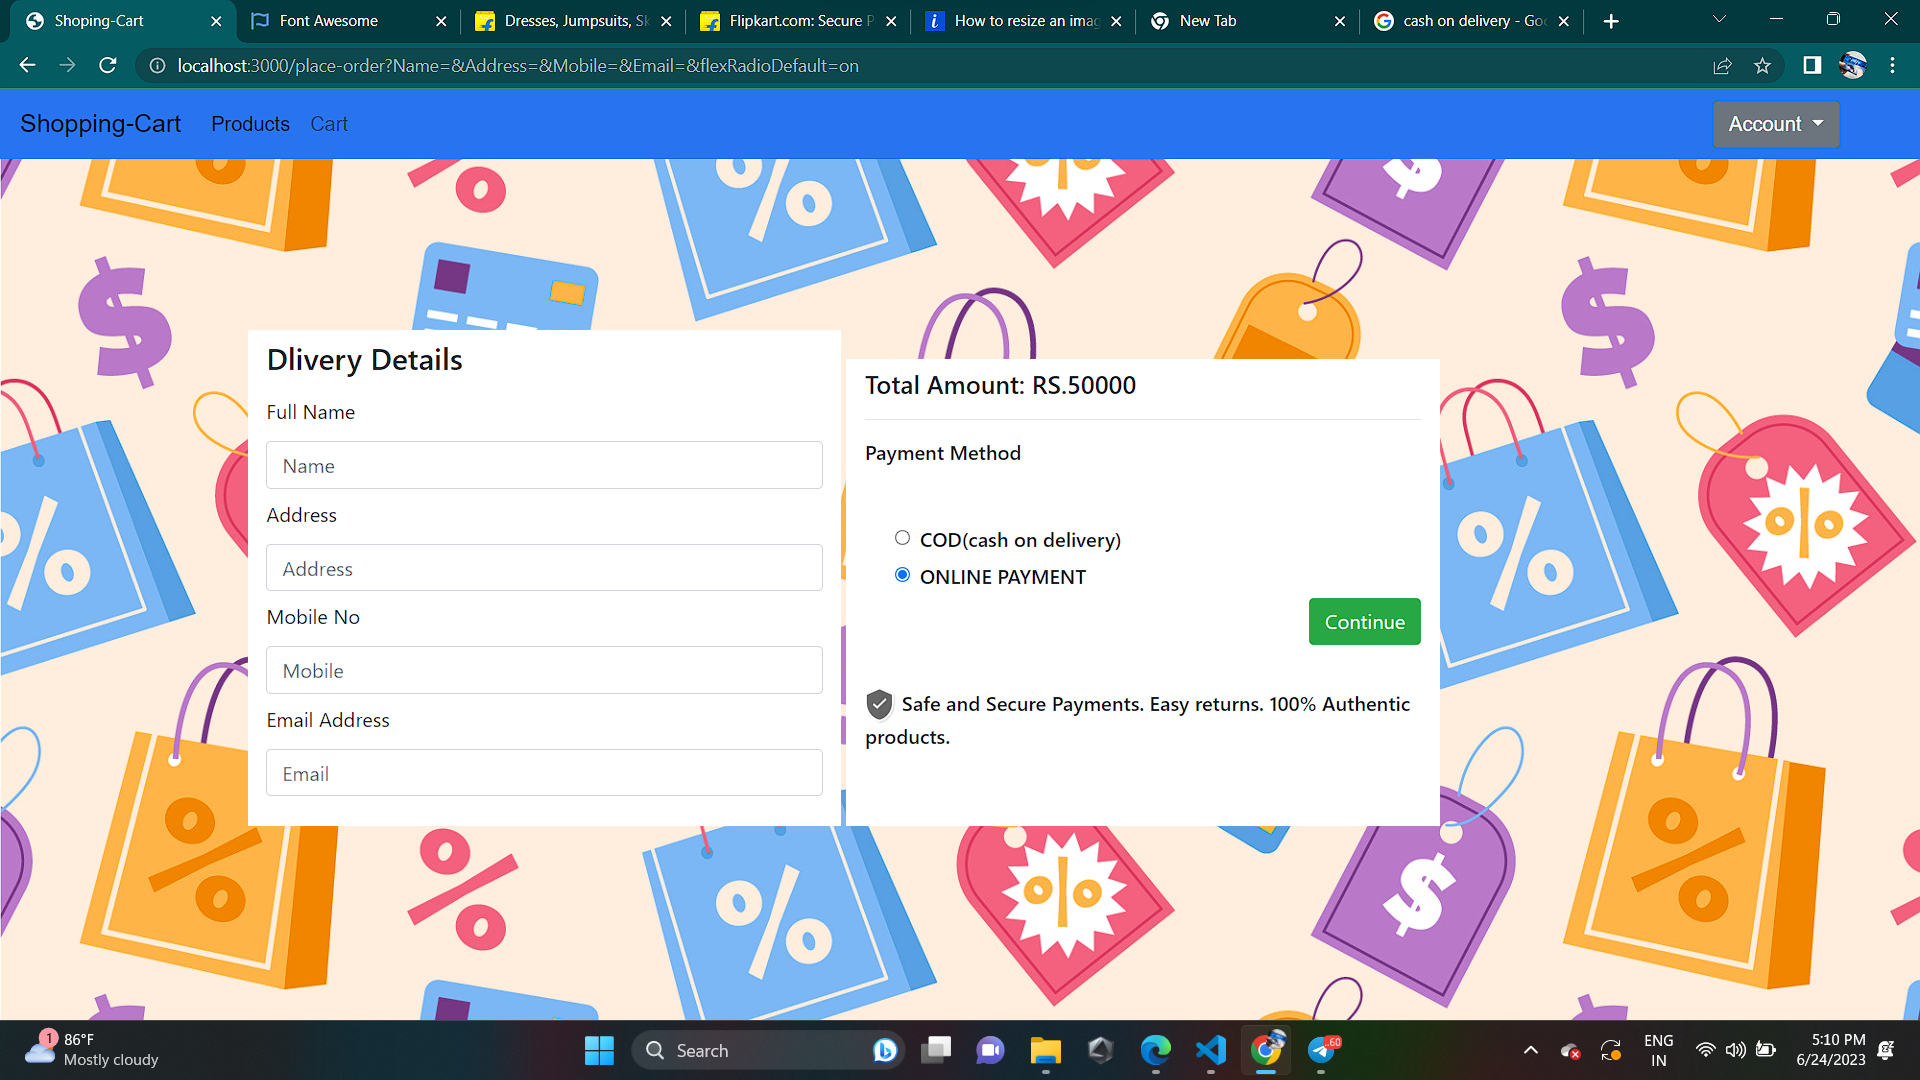 Shoping-Cart
Font Awesome
Dresses, Jumpsuits, Sk
Flipkart.com: Secure P
How to resize an imag
New Tab
cash on delivery - Goo
localhost:3000/place-order?Name=&Address=&Mobile=&Email=&flexRadioDefault=on
Shopping-Cart
Products
Cart
Account
Dlivery Details
Full Name
Name
Address
Address
Mobile No
Mobile
Email Address
Email
Total Amount: RS.50000
Payment Method
COD(cash on delivery)
ONLINE PAYMENT
Continue
Safe and Secure Payments. Easy returns. 100% Authentic
products.
1
86°F
Mostly cloudy
Search
.60
ENG
IN
5:10 PM
6/24/2023